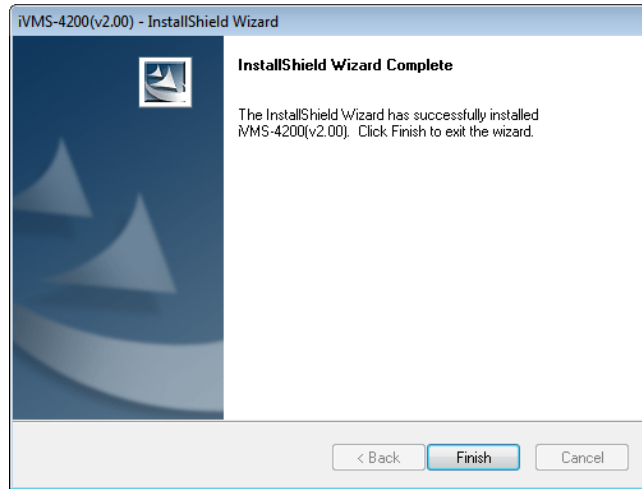 iVMS-4200(v2.00) - InstallShield Wizard
InstallShield Wizard Complete
The InstallShield Wizard has successfully installed
iVMS-4200(v2.00). Click Finish to exit the wizard.
< Back
Finish
Cancel